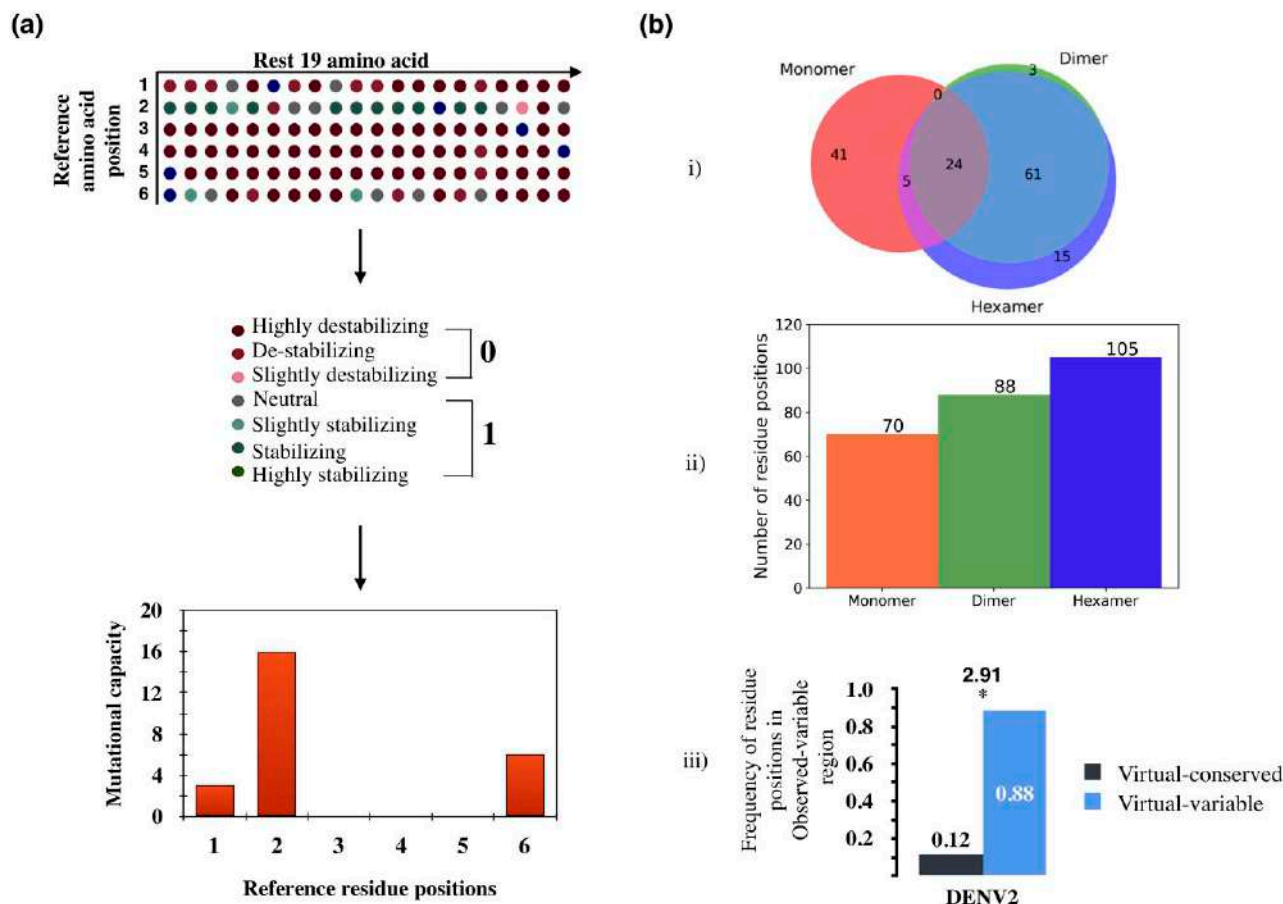 (a)
Rest 19 amino acid
Reference
amino acid
position
1
2
3
4
5
6
Highly destabilizing
De-stabilizing
Slightly destabilizing
0
Neutral
Slightly stabilizing
Stabilizing
Highly stabilizing
1
Mutational capacity
20
16
12
8
4
0
1 2 3 4 5 6
Reference residue positions
(b)
i)
Monomer
Dimer
3
0
41
24
61
5
15
Hexamer
ii)
Number of residue positions
120
100
80
60
40
20
0
70
88
105
Monomer Dimer Hexamer
iii)
Frequency of residue
positions in
Observed-variable
region
1.0
0.8
0.6
0.4
0.2
2.91
*
0.12
0.88
DENV2
Virtual-conserved
Virtual-variable